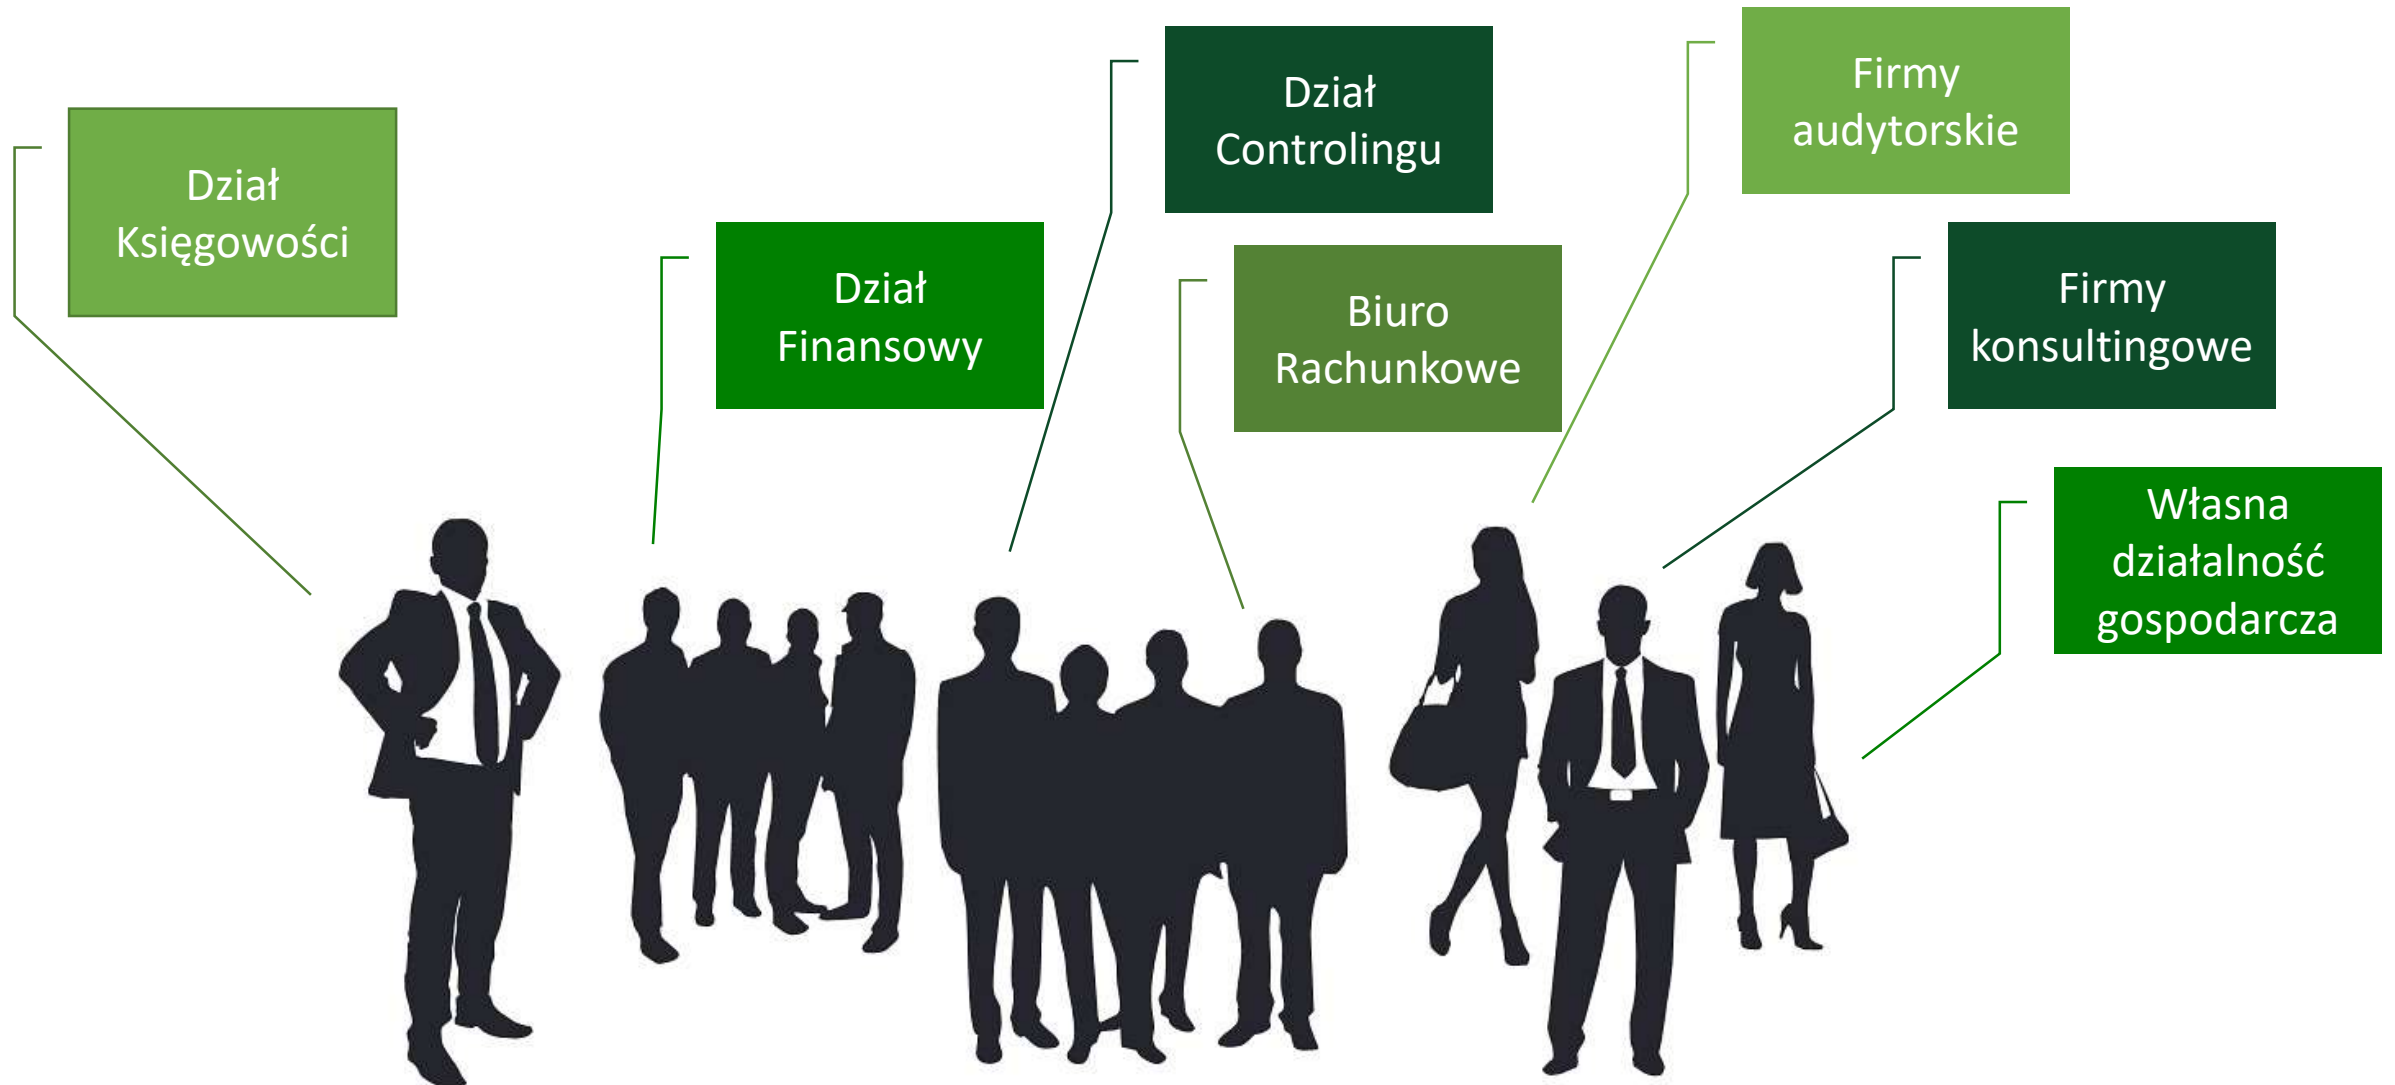 Dział
Księgowości
Dział
Finansowy
Dział
Controlingu
Biuro
Rachunkowe
Firmy
audytorskie
Firmy
konsultingowe
Własna
działalność
gospodarcza